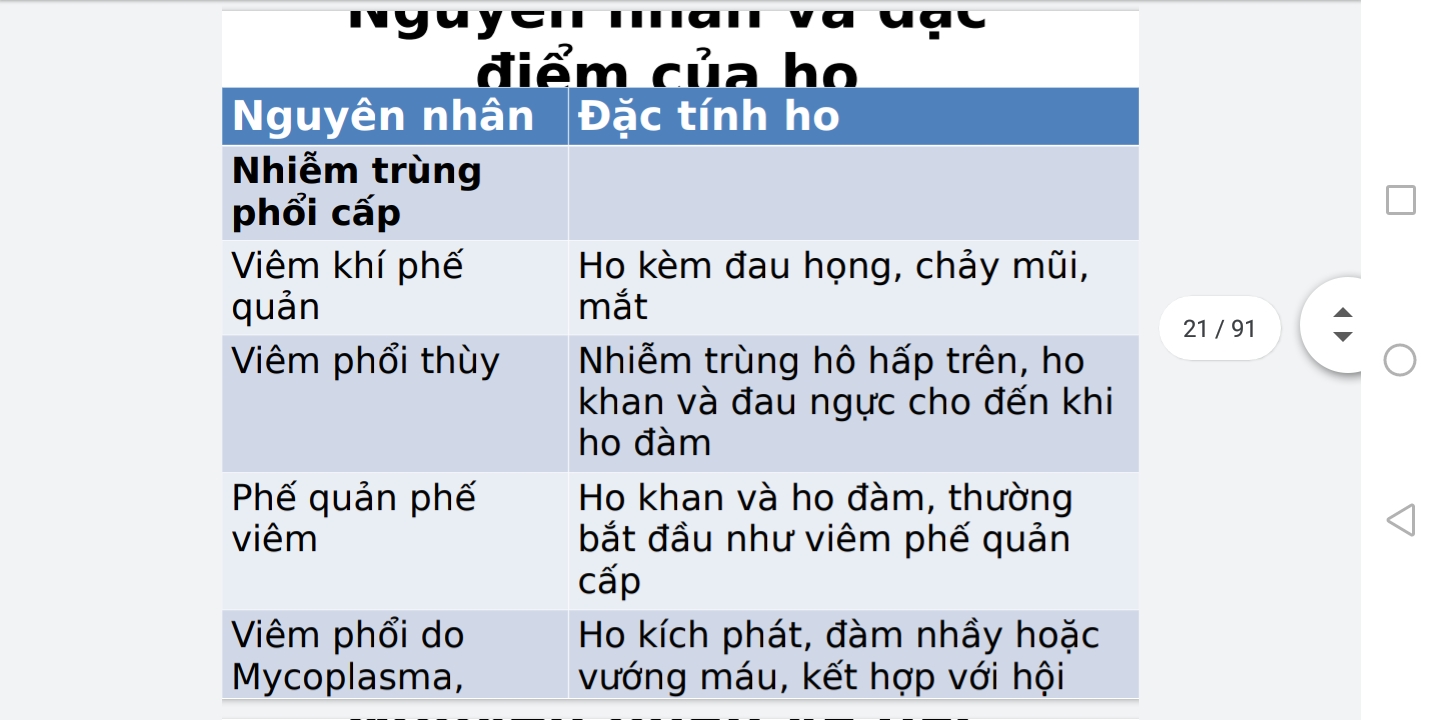 Nguyên nhân và đặc
điểm của ho
Nguyên nhân
Đặc tính ho
Nhiễm trùng
phổi cấp
Viêm khí phế
quản
Ho kèm đau họng, chảy mũi,
mắt
Viêm phổi thùy
Nhiễm trùng hô hấp trên, ho
khan và đau ngực cho đến khi
ho đàm
Phế quản phế
viêm
Ho khan và ho đàm, thường
bắt đầu như viêm phế quản
cấp
Viêm phổi do
Mycoplasma,
Ho kích phát, đàm nhầy hoặc
vướng máu, kết hợp với hội
21 / 91